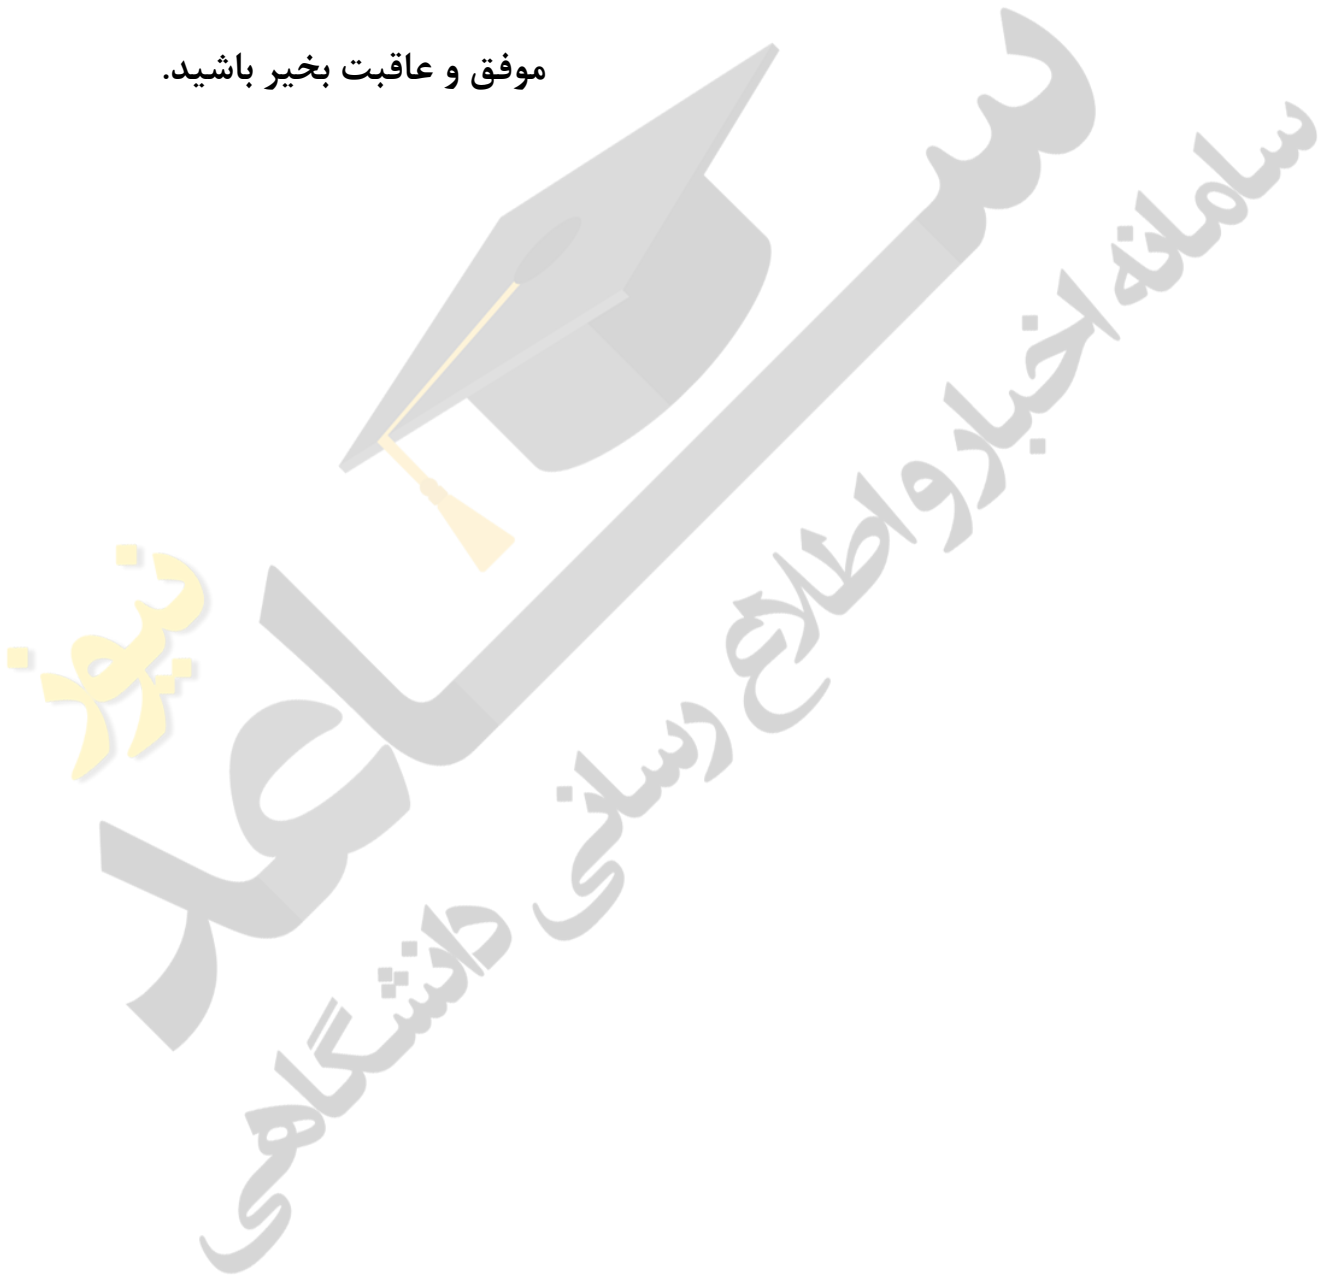 موفق و عاقبت بخیر باشید.
ساعد
نیوز
سامانه اخبار و اطلاع رسانی دانشگاهی